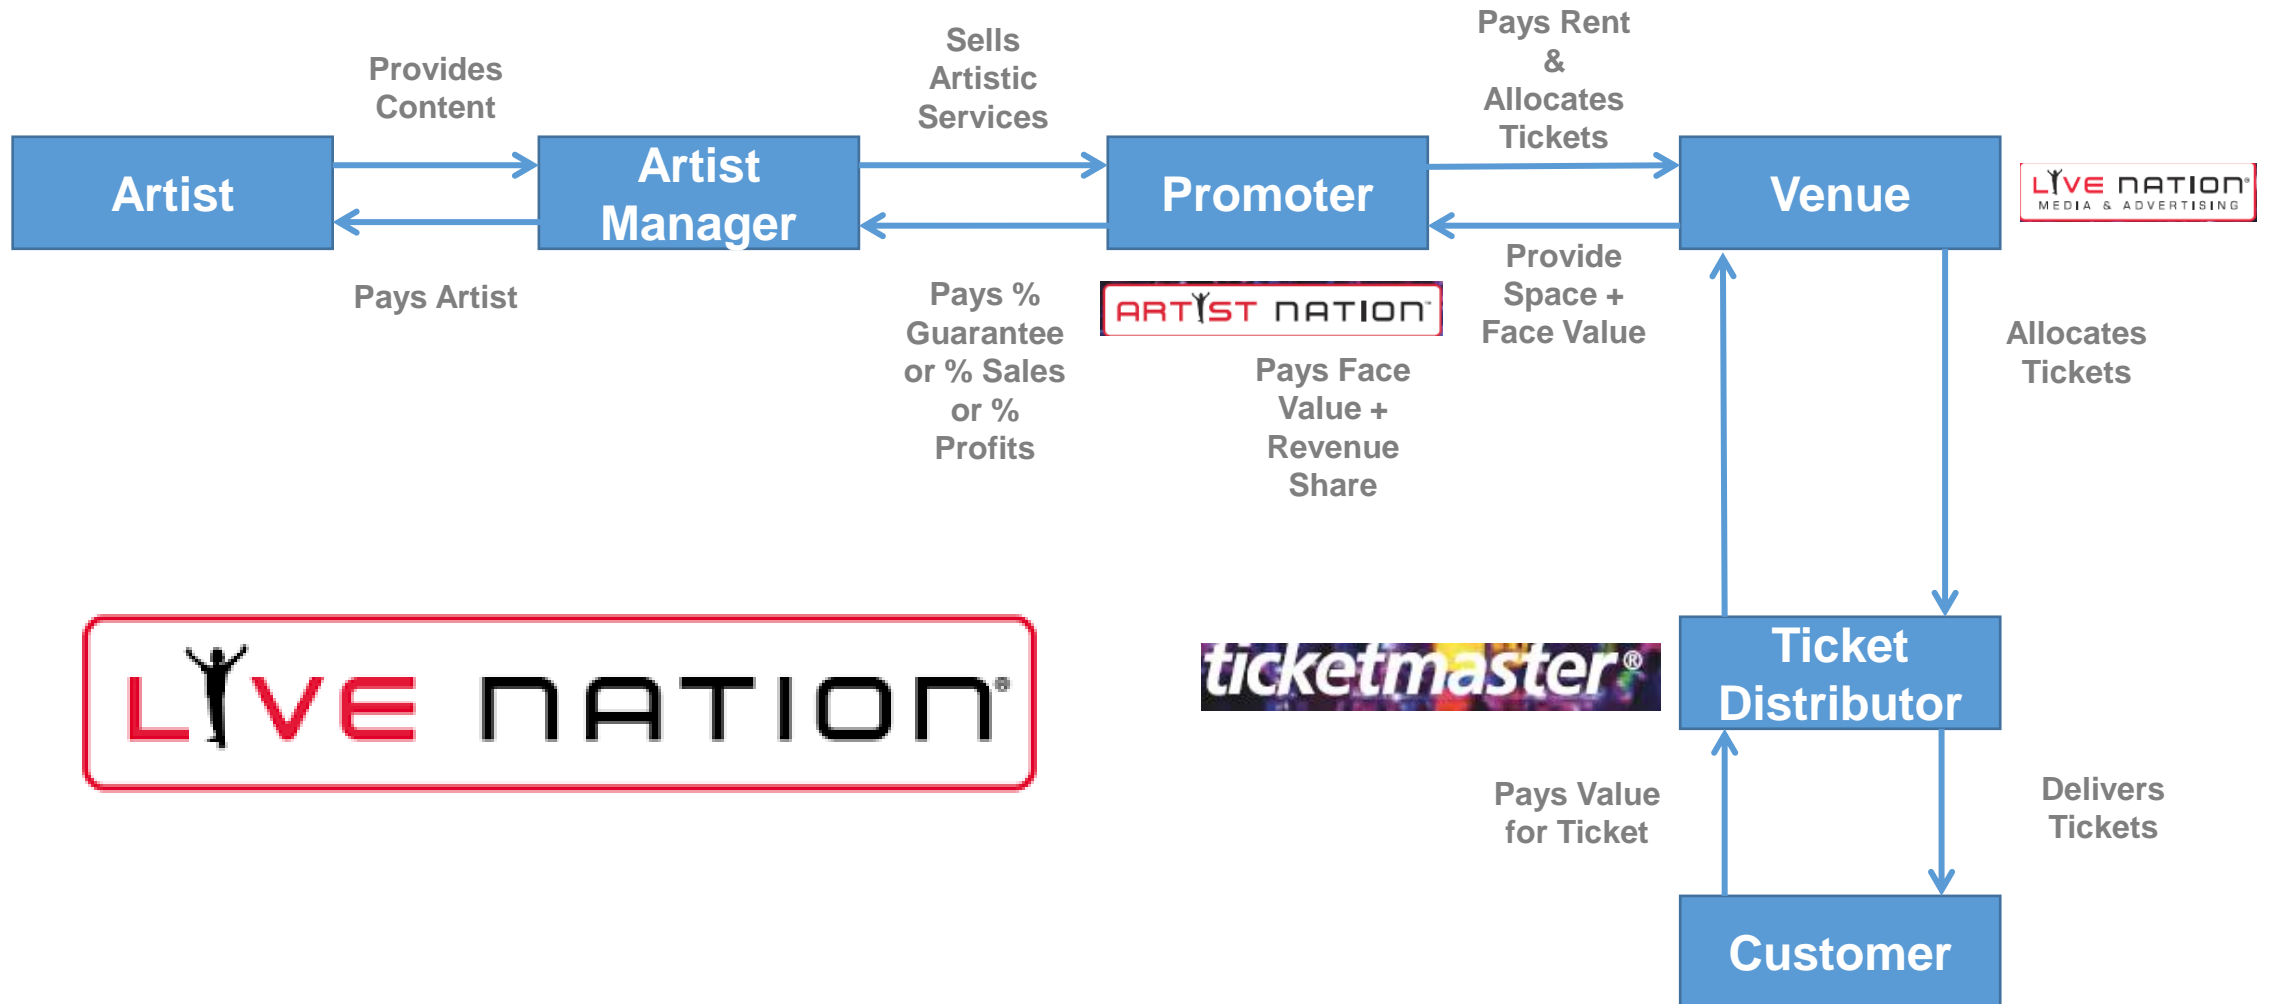 Provides
Content
Sells
Artistic
Services
Pays Rent
&
Allocates
Tickets
Artist
Artist
Manager
Promoter
Venue
LIVE NATION®
MEDIA & ADVERTISING
Pays Artist
Pays %
Guarantee
or % Sales
or %
Profits
ARTIST NATION™
Pays Face
Value +
Revenue
Share
Provide
Space +
Face Value
Allocates
Tickets
LIVE NATION®
ticketmaster®
Ticket
Distributor
Pays Value
for Ticket
Delivers
Tickets
Customer